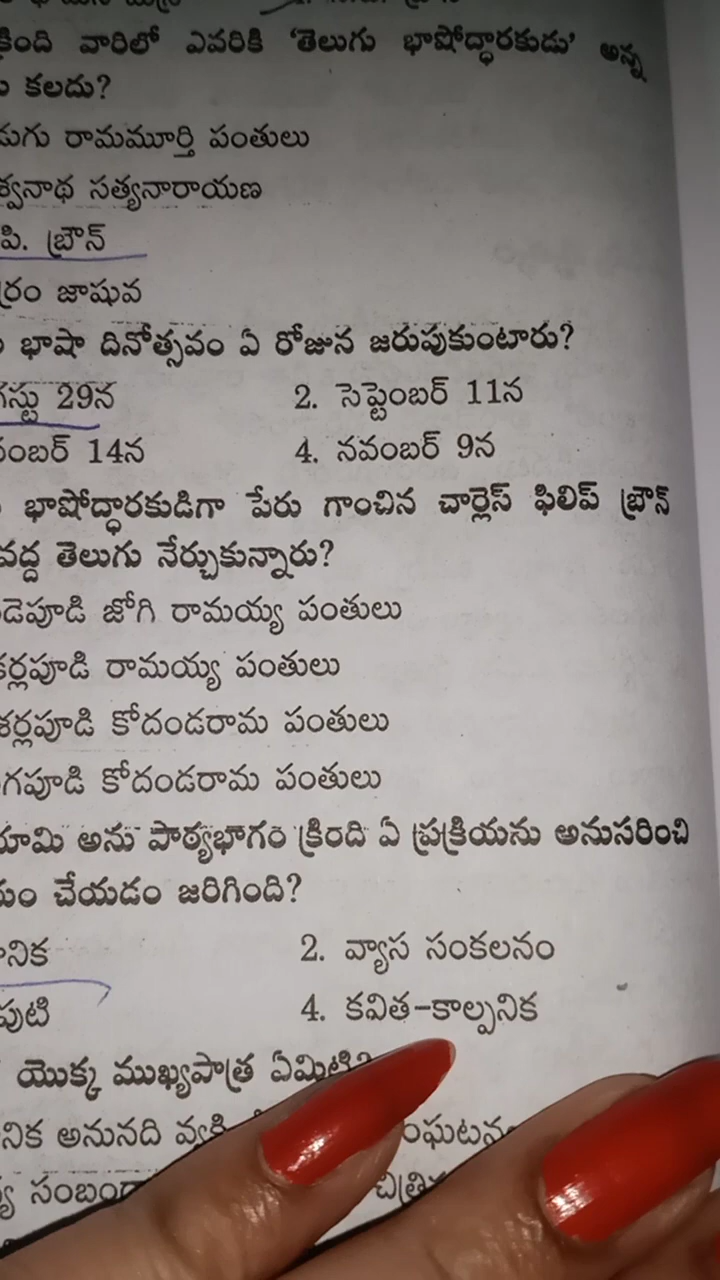 కింది వారిలో ఎవరికి ‘తెలుగు భాషోద్ధారకుడు’ అన్న
కలదు?
డుగు రామమూర్తి పంతులు
శ్వనాథ సత్యనారాయణ
పి. బ్రౌన్
ర్రం జాషువ
భాషా దినోత్సవం ఏ రోజున జరుపుకుంటారు?
గస్టు 29న 2. సెప్టెంబర్ 11న
ంబర్ 14న 4. నవంబర్ 9న
భాషోద్ధారకుడిగా పేరు గాంచిన చార్లెస్ ఫిలిప్ బ్రౌన్
వద్ద తెలుగు నేర్చుకున్నారు?
డెపూడి జోగి రామయ్య పంతులు
కర్లపూడి రామయ్య పంతులు
కర్లపూడి కోదండరామ పంతులు
గపూడి కోదండరామ పంతులు
అను పాఠ్యభాగం క్రింది ఏ ప్రక్రియను అనుసరించి
చేయడం జరిగింది?
నిక 2. వ్యాస సంకలనం
పుటి 4. కవిత-కాల్పనిక
యొక్క ముఖ్యపాత్ర ఏమిటి?
నిక అనునది